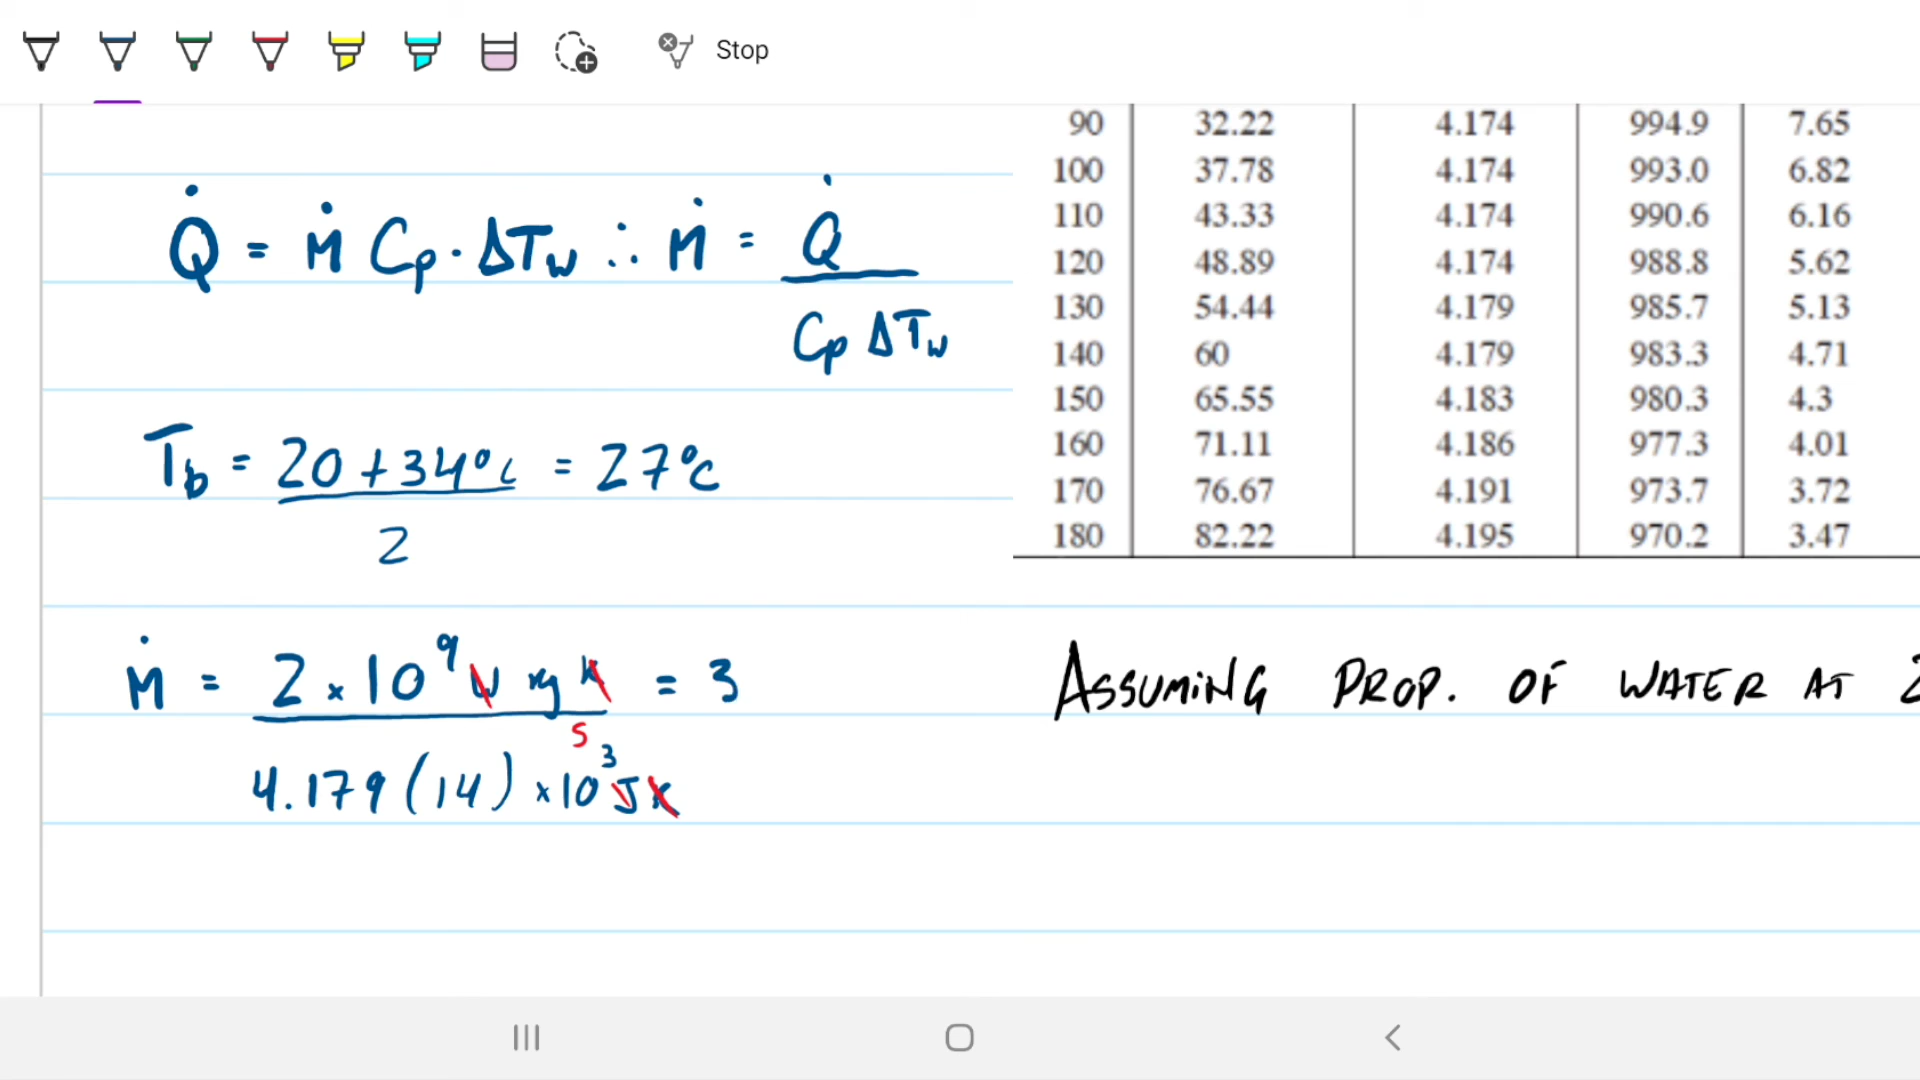 Stop
90 32.22 4.174 994.9 7.65
100 37.78 4.174 993.0 6.82
110 43.33 4.174 990.6 6.16
120 48.89 4.174 988.8 5.62
130 54.44 4.179 985.7 5.13
140 60 4.179 983.3 4.71
150 65.55 4.183 980.3 4.3
160 71.11 4.186 977.3 4.01
170 76.67 4.191 973.7 3.72
180 82.22 4.195 970.2 3.47
Q̇ = ṁ Cp · ΔTw ∴ ṁ = Q̇
Cp ΔTw
Tb = 20 + 34°C = 27°C
2
ṁ = 2 × 10⁹ W kg K = 3
s
4.179 (14) × 10³ J K
ASSUMING PROP. OF WATER AT